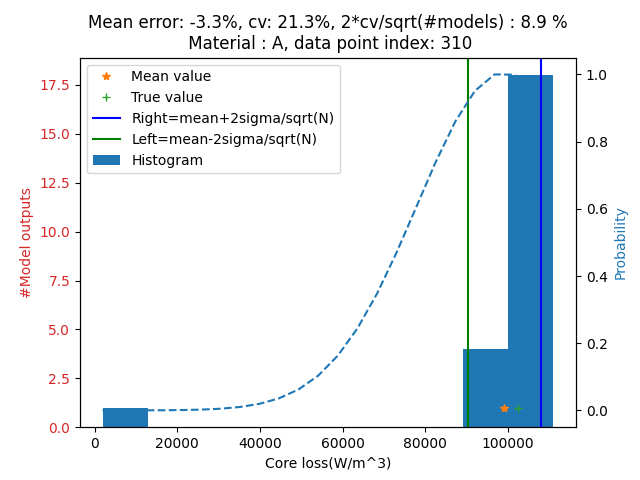 Mean error: -3.3%, cv: 21.3%, 2*cv/sqrt(#models) : 8.9 %
Material : A, data point index: 310
Mean value
True value
Right=mean+2sigma/sqrt(N)
Left=mean-2sigma/sqrt(N)
Histogram
17.5
15.0
12.5
10.0
7.5
5.0
2.5
0.0
#Model outputs
1.0
0.8
0.6
0.4
0.2
0.0
Probability
0 20000 40000 60000 80000 100000
Core loss(W/m^3)